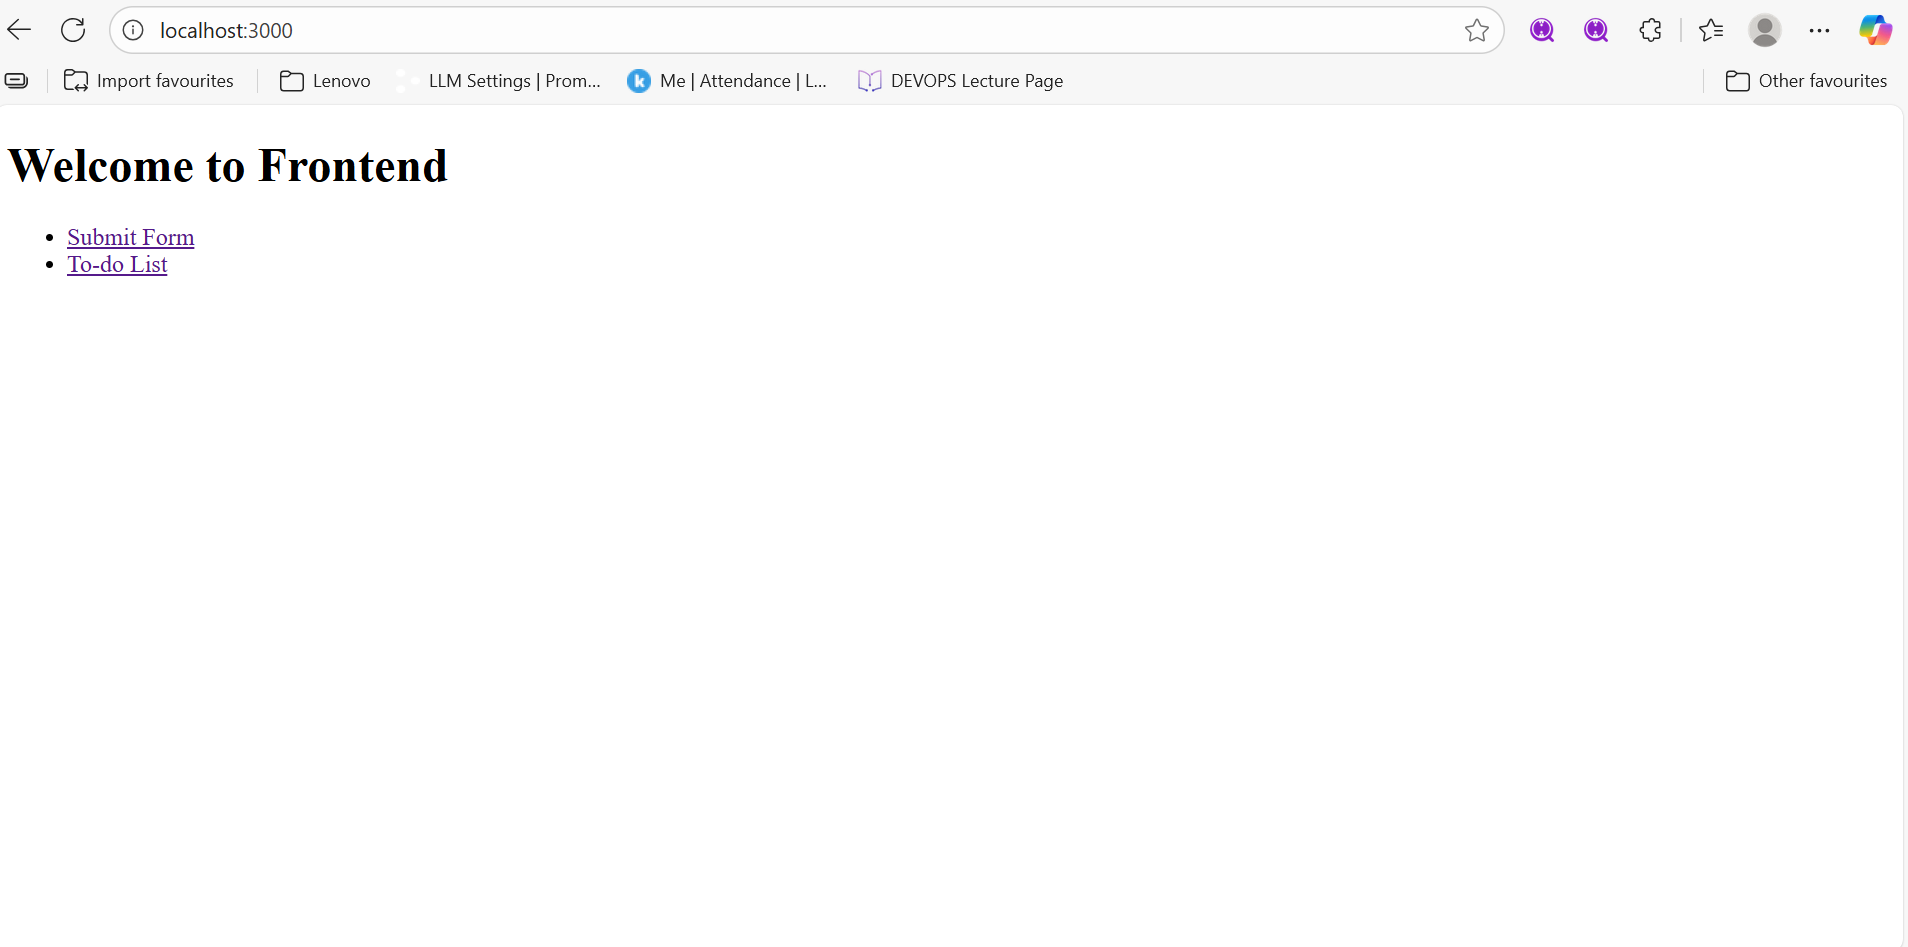 localhost:3000
Import favourites
Lenovo
LLM Settings | Prom...
k
Me | Attendance | L...
DEVOPS Lecture Page
Other favourites
Welcome to Frontend
Submit Form
To-do List